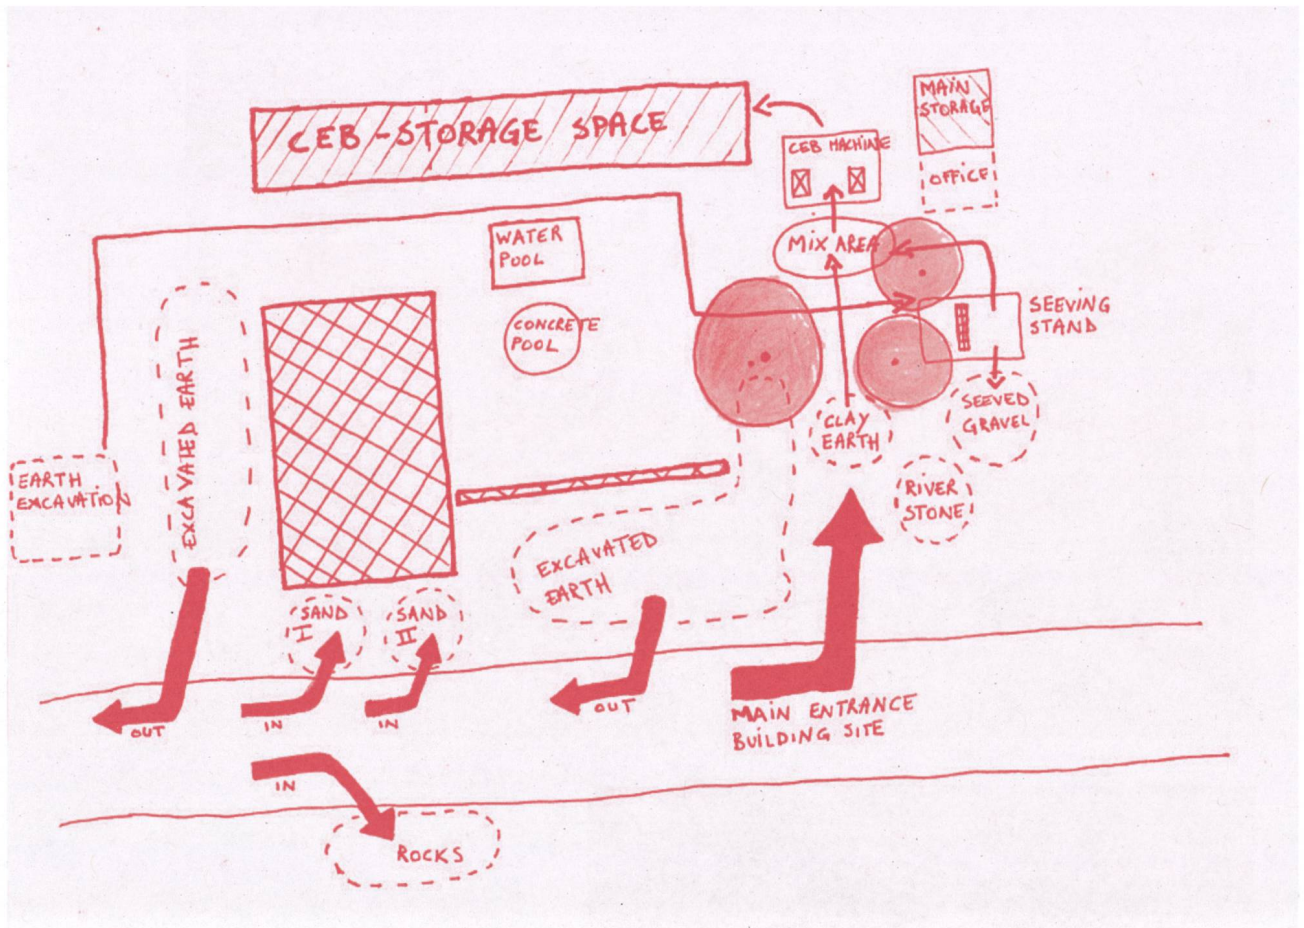 CEB-STORAGE SPACE
CEB MACHINE
MAIN
STORAGE
OFFICE
WATER
POOL
MIX AREA
CONCRETE
POOL
SEEVING
STAND
EXCAVATED EARTH
CLAY
EARTH
SEEVED
GRAVEL
EARTH
EXCAVATION
RIVER
STONE
EXCAVATED
EARTH
SAND
I
SAND
II
OUT
IN
IN
OUT
MAIN ENTRANCE
BUILDING SITE
IN
ROCKS